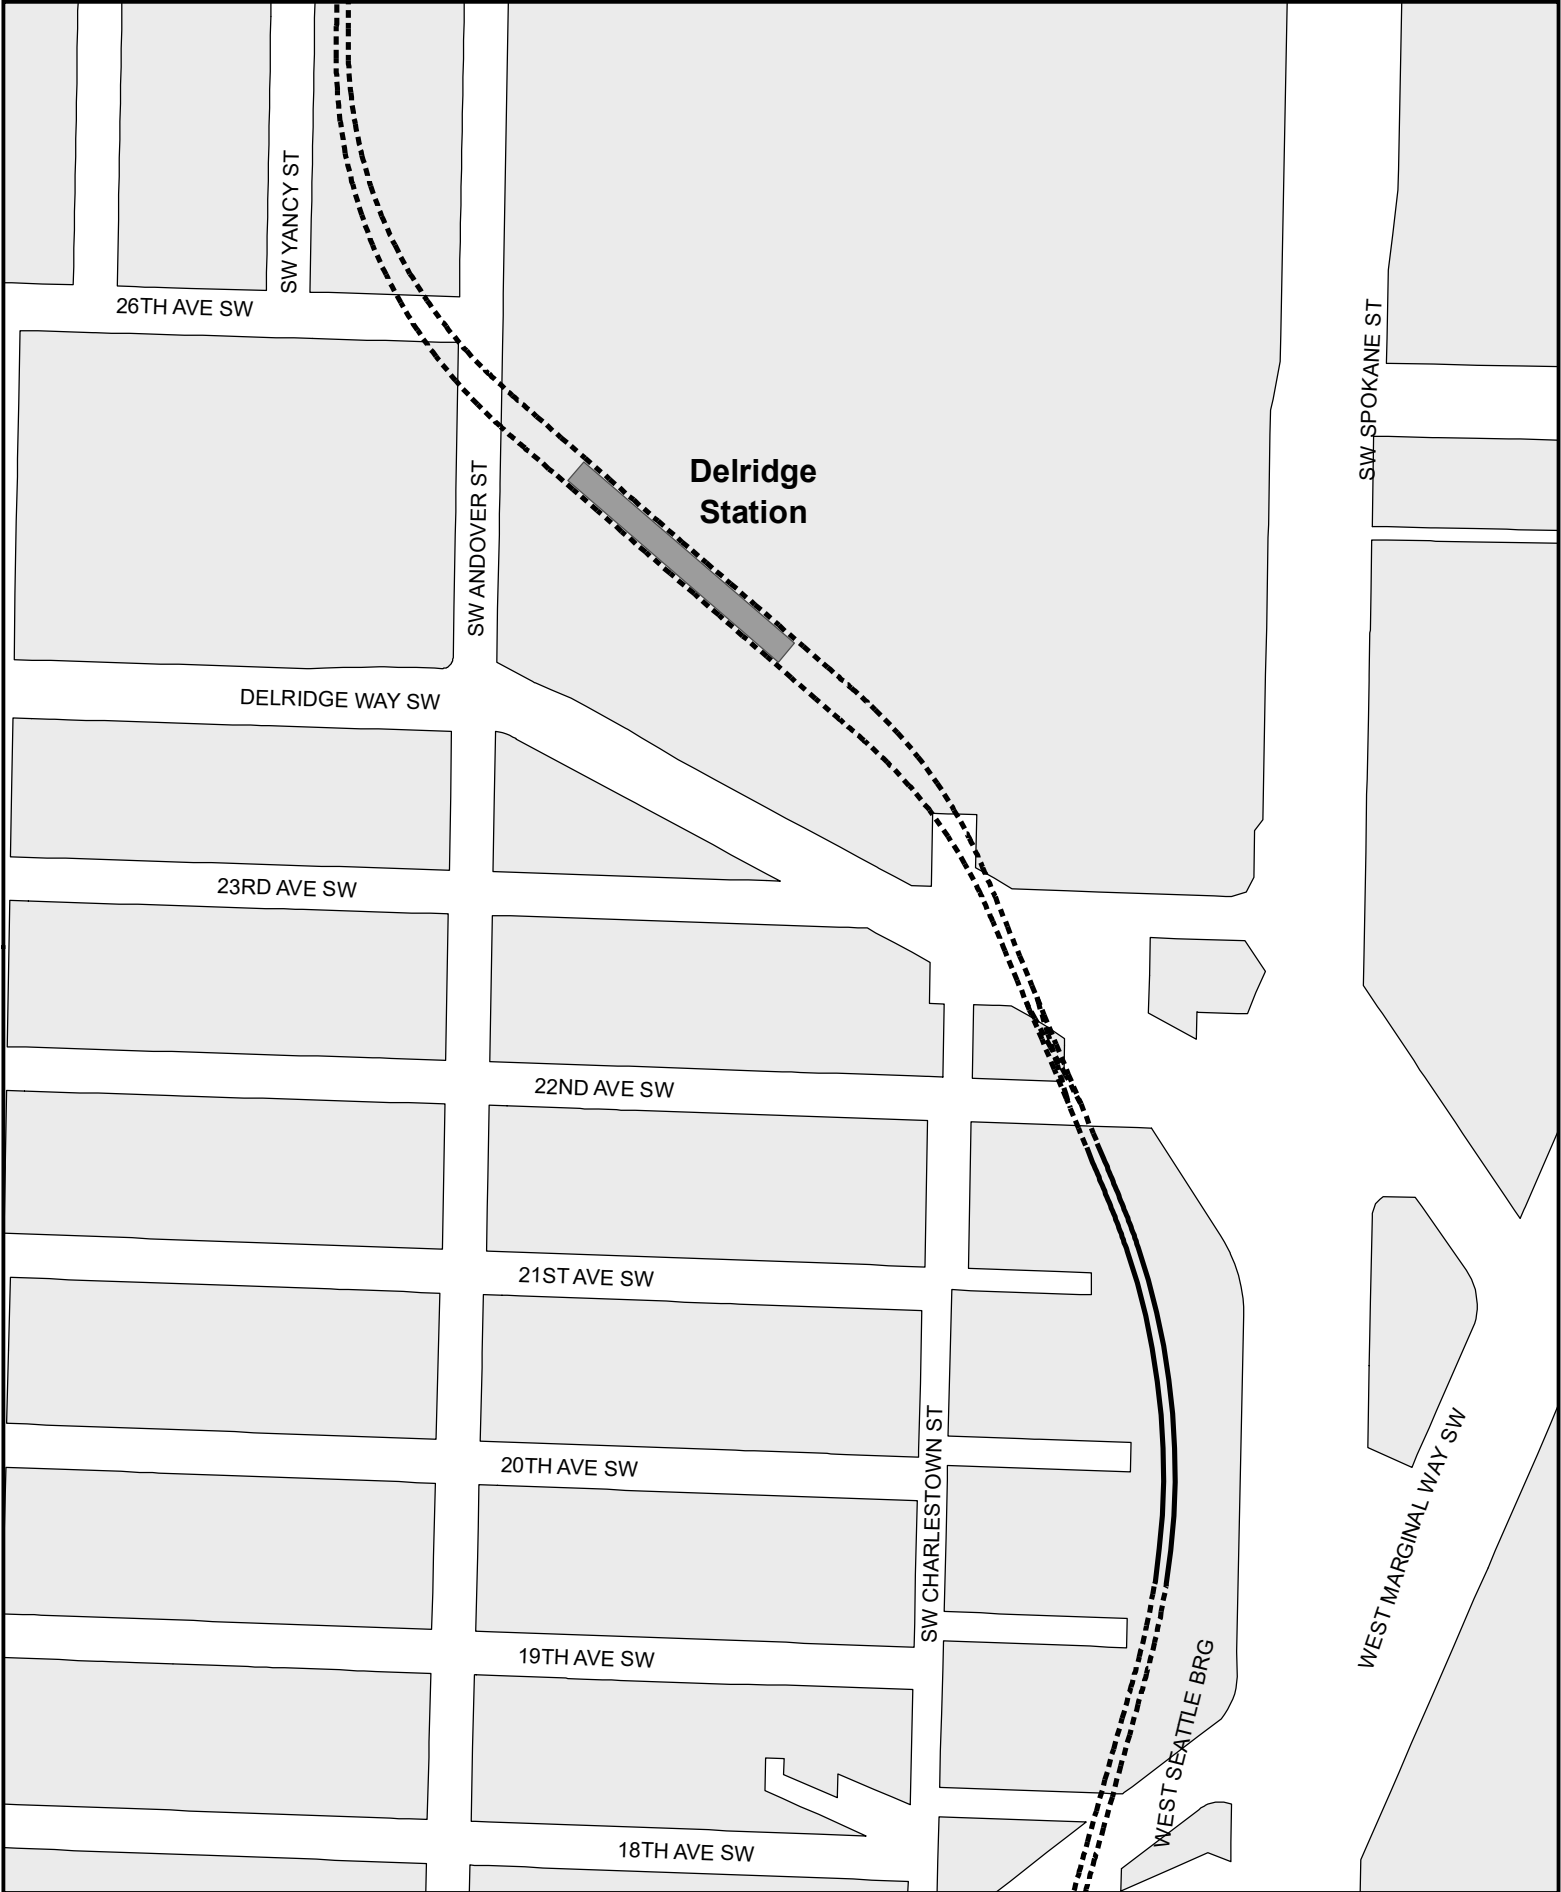 SW YANCY ST
26TH AVE SW
SW SPOKANE ST
Delridge
Station
SW ANDOVER ST
DELRIDGE WAY SW
23RD AVE SW
22ND AVE SW
21ST AVE SW
SW CHARLESTOWN ST
WEST MARGINAL WAY SW
20TH AVE SW
19TH AVE SW
WEST SEATTLE BRG
18TH AVE SW